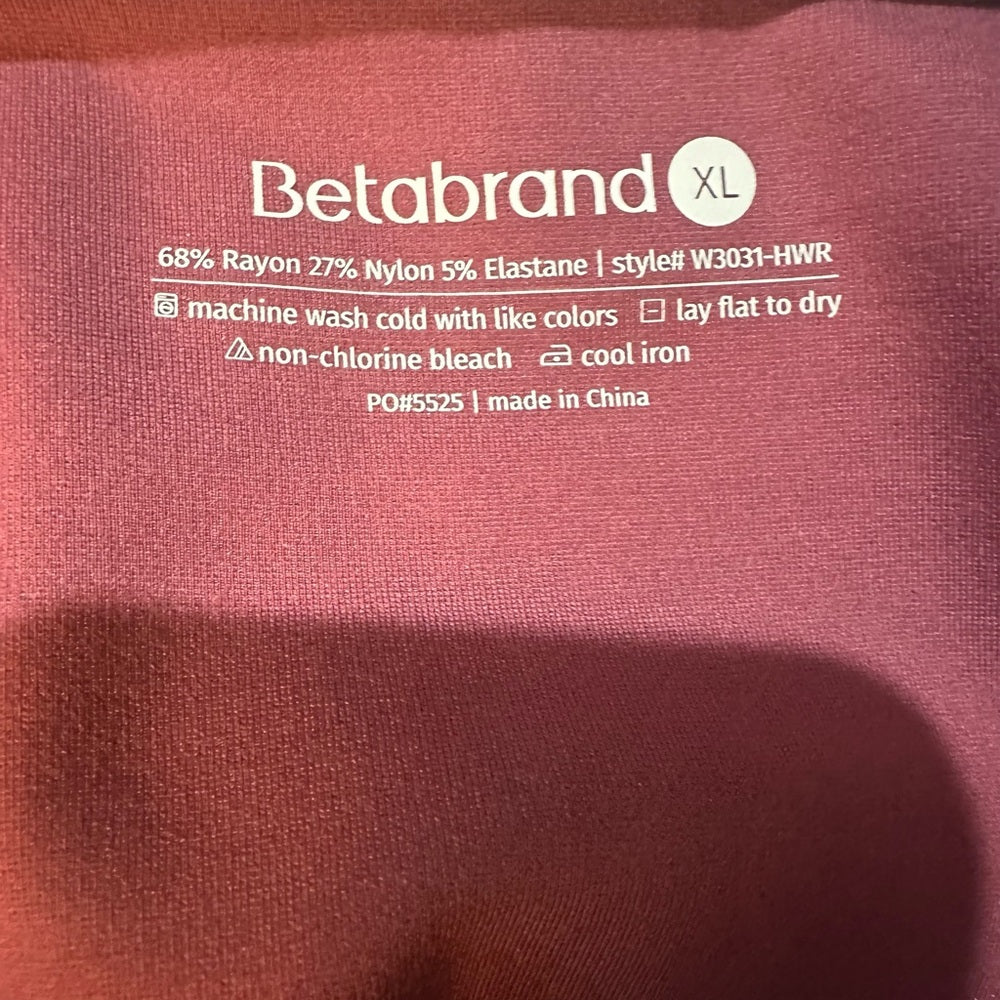 Betabrand XL
68% Rayon 27% Nylon 5% Elastane | style# W3031-HWR
machine wash cold with like colors lay flat to dry
non-chlorine bleach cool iron
PO#5525 | made in China